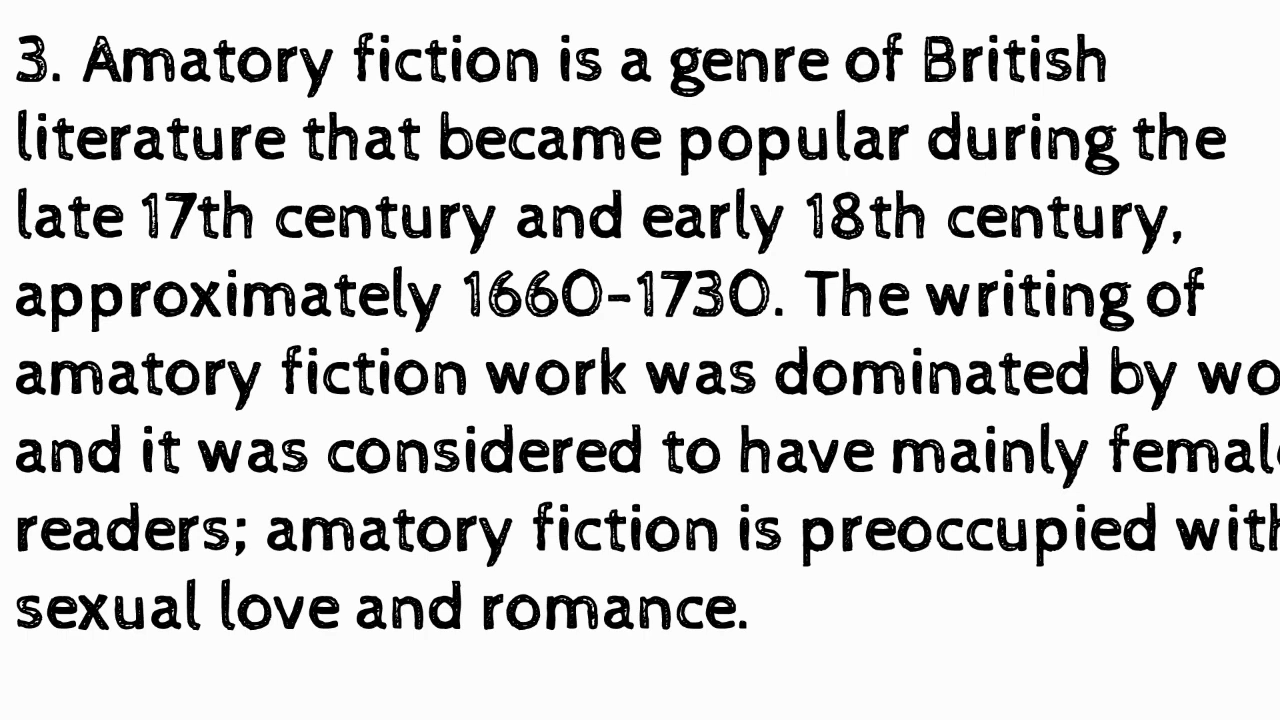 3. Amatory fiction is a genre of British
literature that became popular during the
late 17th century and early 18th century,
approximately 1660-1730. The writing of
amatory fiction work was dominated by
and it was considered to have mainly
readers; amatory fiction is preoccupied
sexual love and romance.